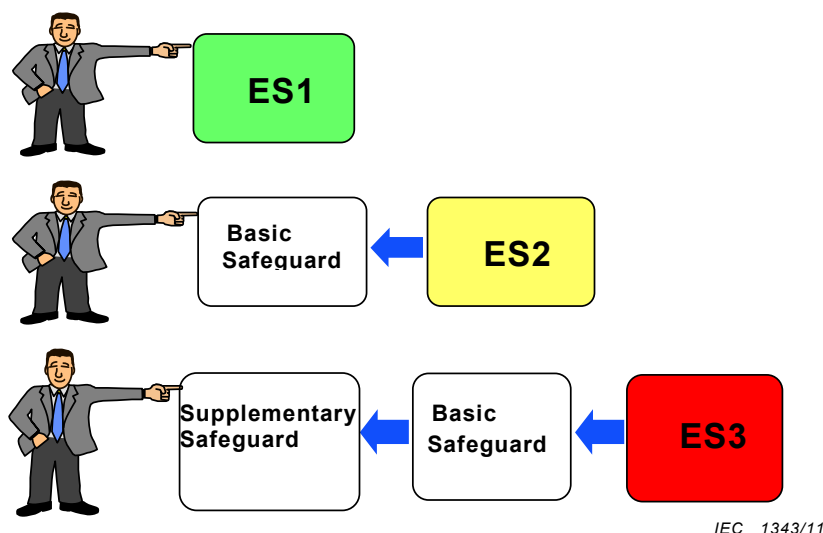 ES1
Basic
Safeguard
ES2
Supplementary
Safeguard
Basic
Safeguard
ES3
IEC 1343/11